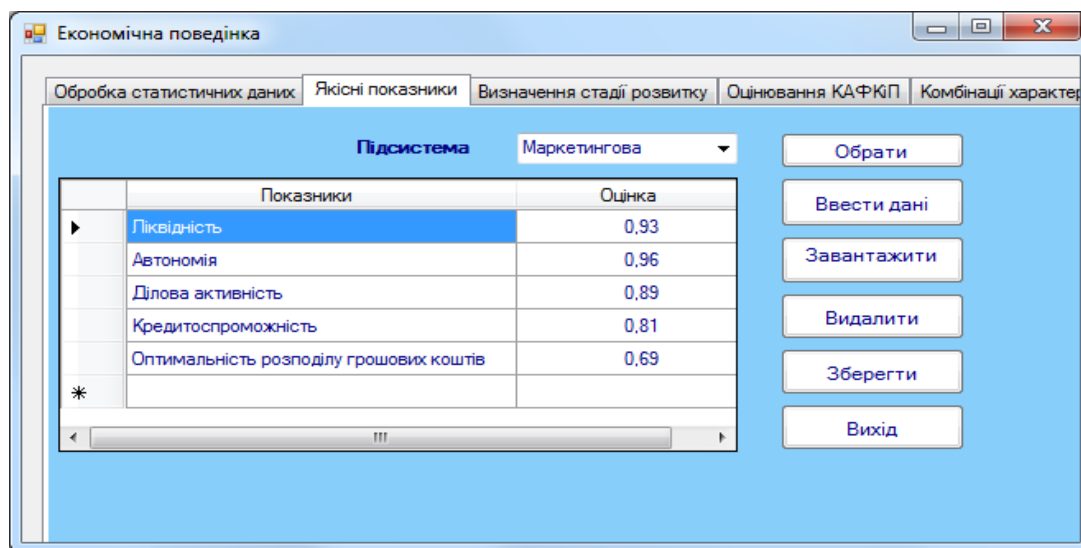 Економічна поведінка
Обробка статистичних даних Якісні показники Визначення стадії розвитку Оцінювання КАФКіП Комбінації характер
Підсистема Маркетингова Обрати
Показники Оцінка
Ввести дані
Ліквідність 0,93
Автономія 0,96
Завантажити
Ділова активність 0,89
Кредитоспроможність 0,81
Видалити
Оптимальність розподілу грошових коштів 0,69
Зберегти
Вихід